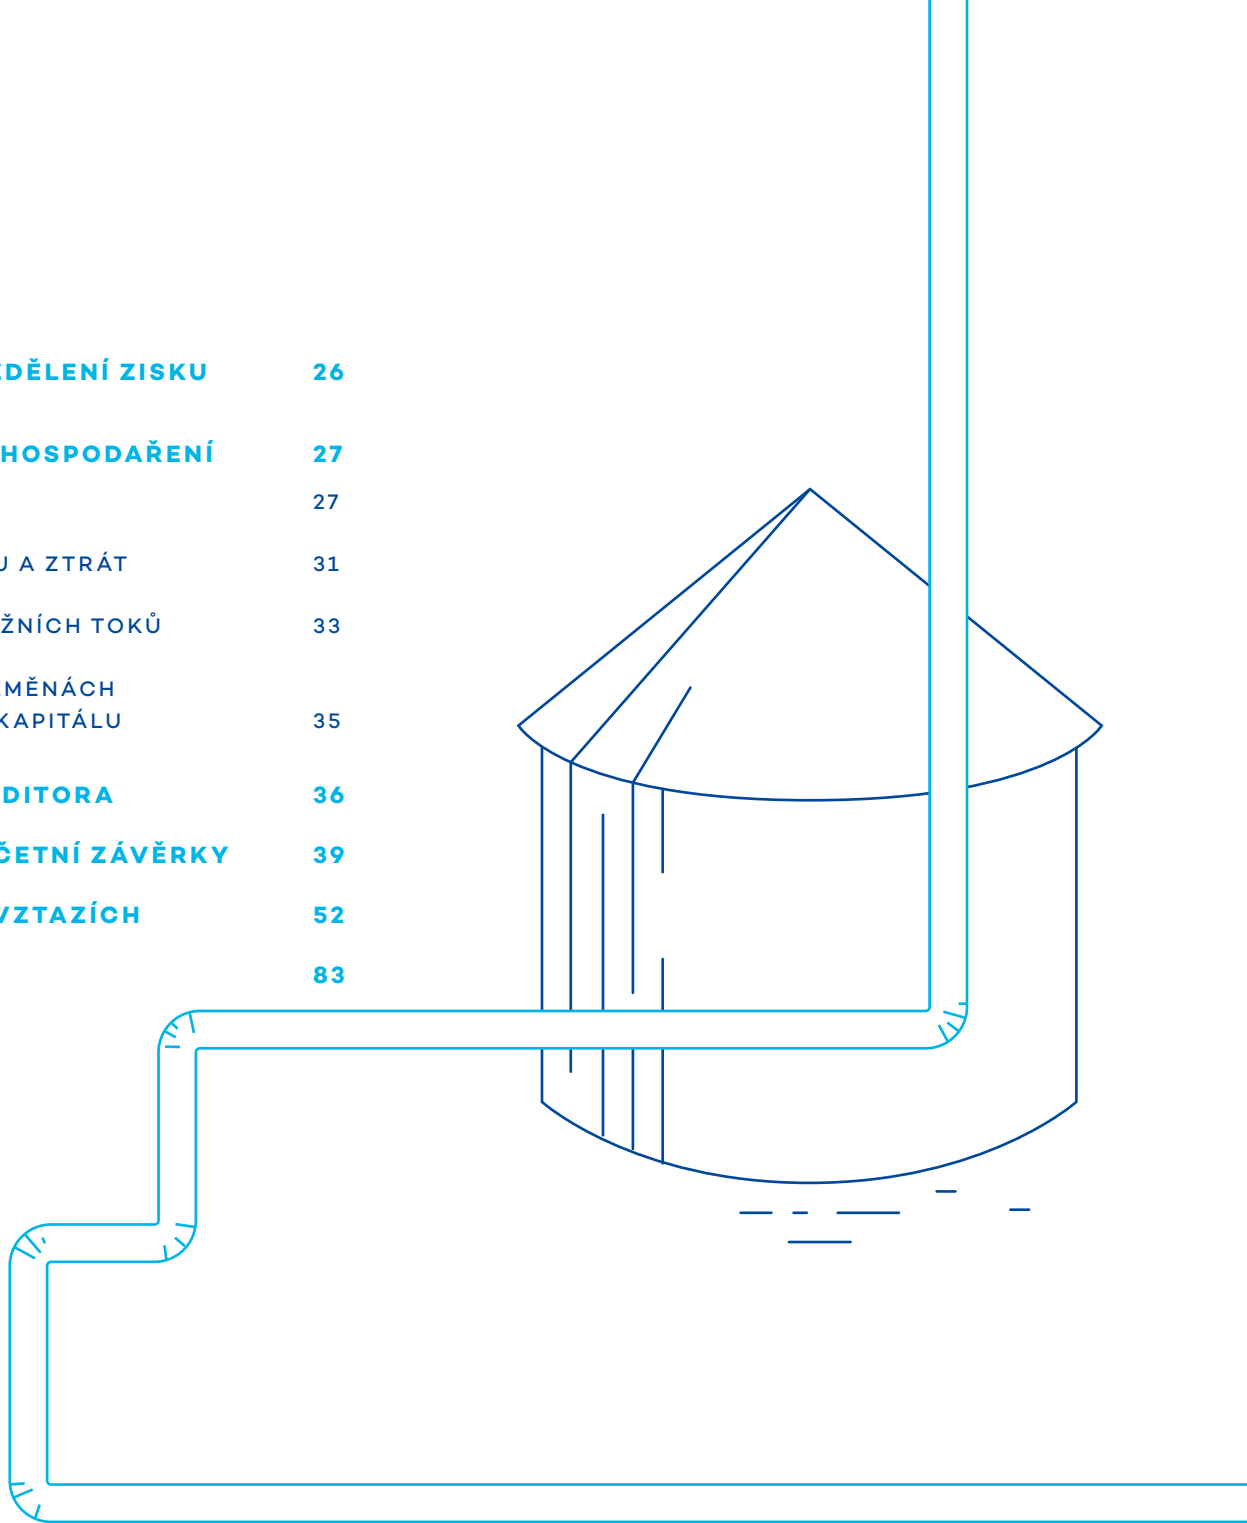 DĚLENÍ ZISKU 26
HOSPODAŘENÍ 27
27
U A ZTRÁT 31
ŽNÍCH TOKŮ 33
MĚNÁCH
KAPITÁLU 35
DITORA 36
ČETNÍ ZÁVĚRKY 39
VZTAZÍCH 52
83